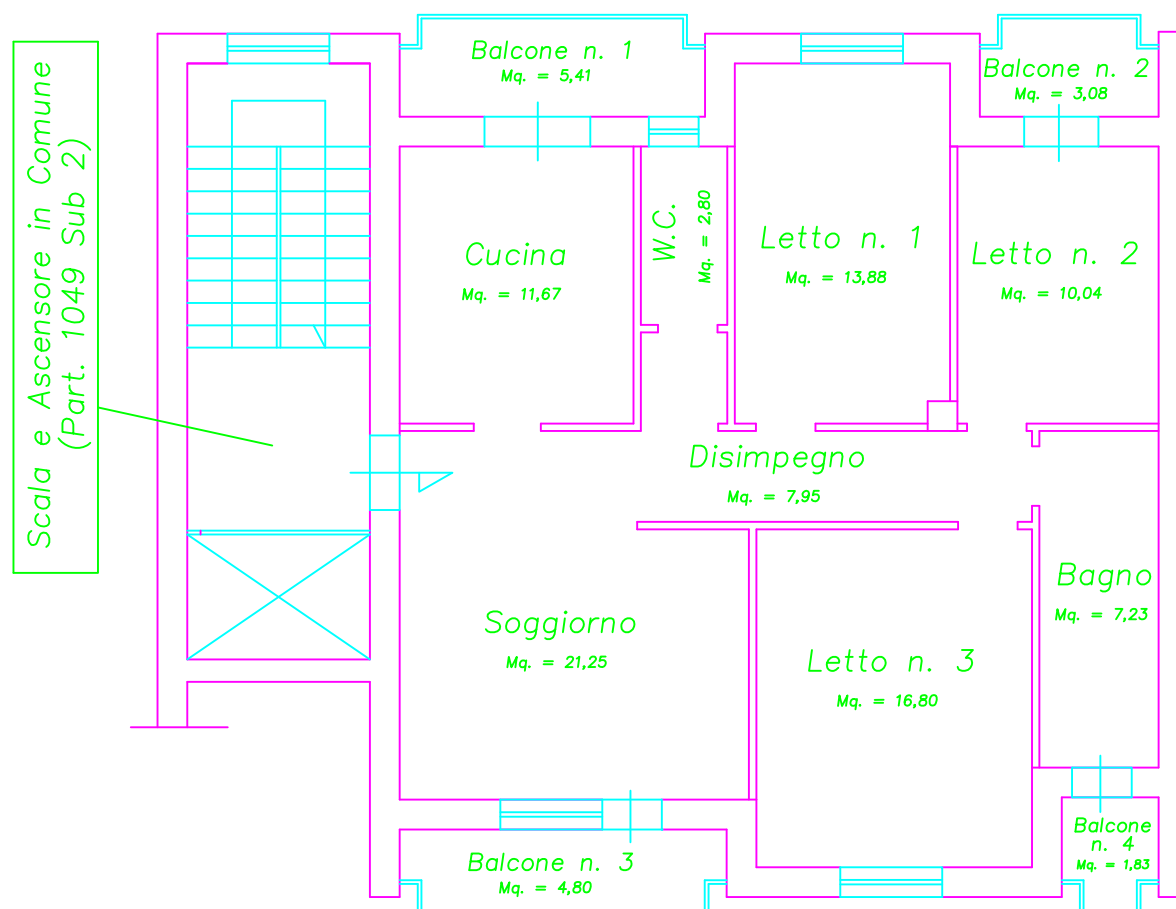 Scala e Ascensore in Comune
(Part. 1049 Sub 2)
Balcone n. 1
Mq. = 5,41
Balcone n. 2
Mq. = 3,08
Cucina
Mq. = 11,67
W.C.
Mq. = 2,80
Letto n. 1
Mq. = 13,88
Letto n. 2
Mq. = 10,04
Disimpegno
Mq. = 7,95
Soggiorno
Mq. = 21,25
Letto n. 3
Mq. = 16,80
Bagno
Mq. = 7,23
Balcone n. 3
Mq. = 4,80
Balcone
n. 4
Mq. = 1,83